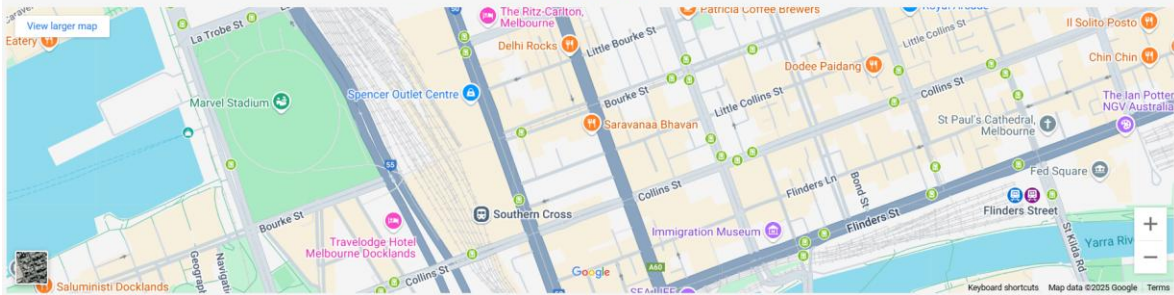 View larger map
La Trobe St
The Ritz-Carlton,
Melbourne
Patricia Coffee Brewers
Royal Arcade
Il Solito Posto
Eatery
Delhi Rocks
Little Bourke St
Little Collins St
Chin Chin
Dodee Paidang
Spencer Outlet Centre
Bourke St
Collins St
The Ian Potter
NGV Australia
Marvel Stadium
Little Collins St
Saravanaa Bhavan
St Paul's Cathedral,
Melbourne
55
Fed Square
Collins St
Flinders Ln
Bond St
Southern Cross
Flinders St
Flinders Street
Bourke St
Immigration Museum
St Kilda Rd
Travelodge Hotel
Melbourne Docklands
Yarra Riv
Collins St
Google
A60
Saluministi Docklands
Keyboard shortcuts Map data ©2025 Google Terms